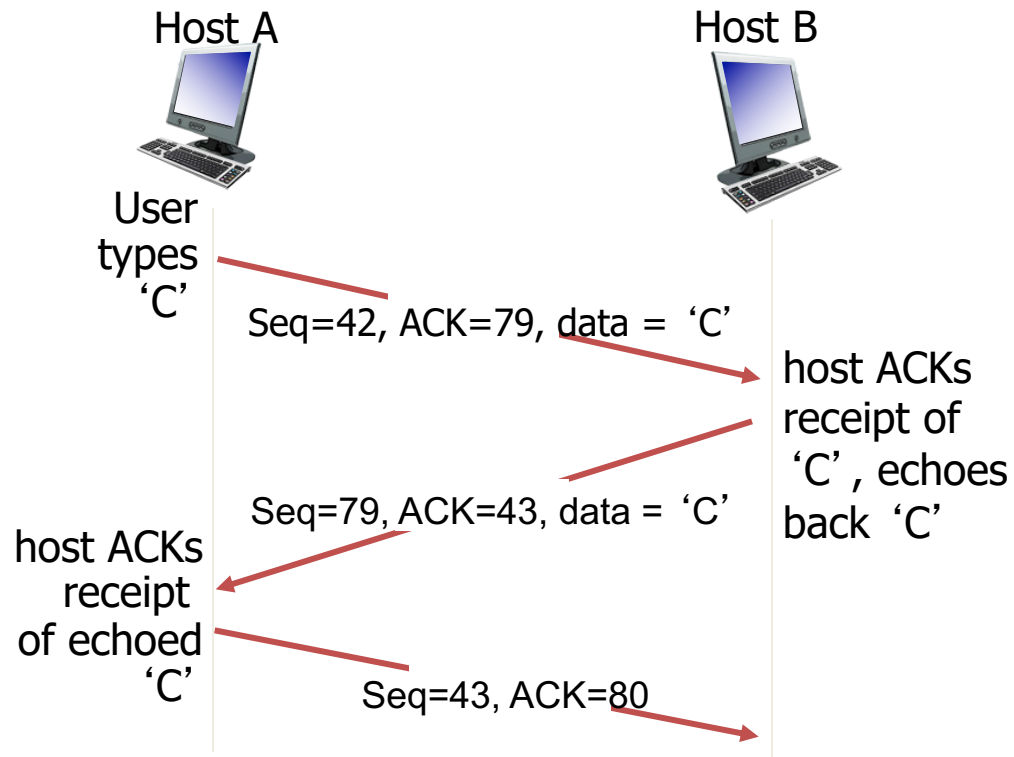 Host A
Host B
User
types
‘C’
Seq=42, ACK=79, data = ‘C’
host ACKs
receipt of
‘C’, echoes
back ‘C’
Seq=79, ACK=43, data = ‘C’
host ACKs
receipt
of echoed
‘C’
Seq=43, ACK=80